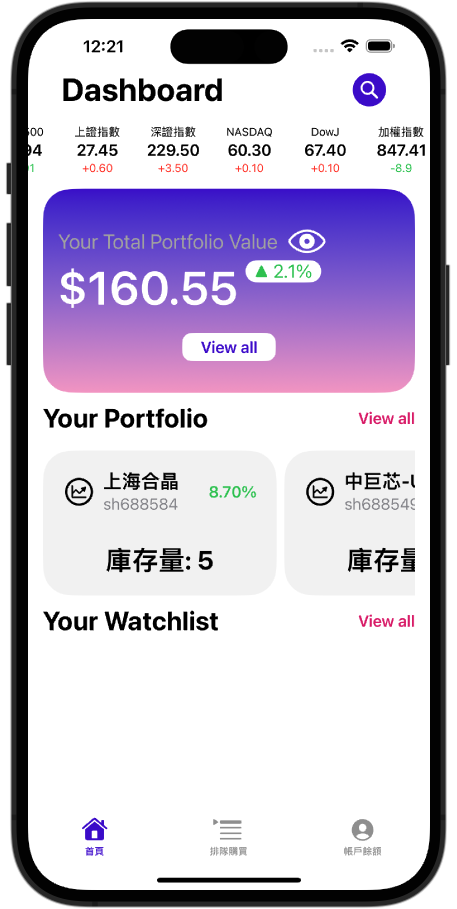 12:21
Dashboard
500 上證指數 深證指數 NASDAQ DowJ 加權指數
94 27.45 229.50 60.30 67.40 847.41
+0.60 +3.50 +0.10 +0.10 -8.9
Your Total Portfolio Value
$160.55 ▲ 2.1%
View all
Your Portfolio View all
上海合晶 8.70% 中巨芯-U
sh688584 sh688549
庫存量: 5 庫存量
Your Watchlist View all
首頁 排隊購買 帳戶餘額